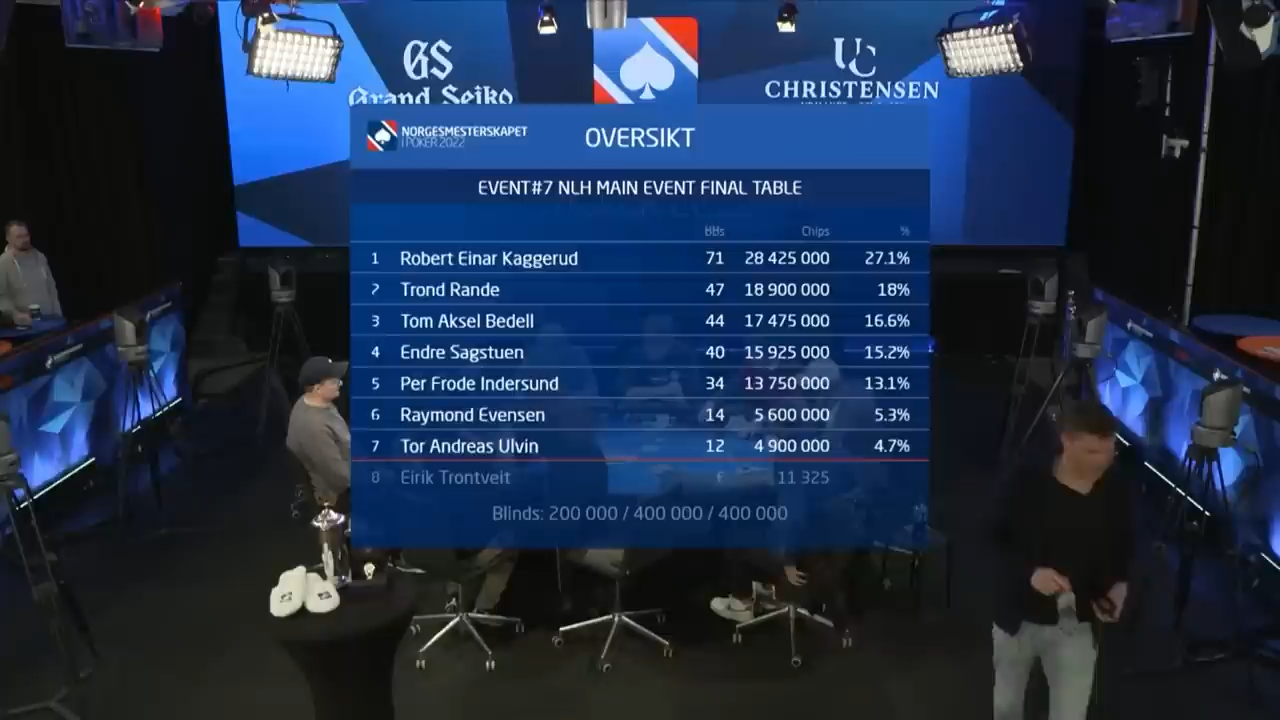 GS
Grand Seiko
UC
CHRISTENSEN
NORGESMESTERSKAPET
I POKER 2022
OVERSIKT
EVENT#7 NLH MAIN EVENT FINAL TABLE
BBs Chips %
1 Robert Einar Kaggerud 71 28 425 000 27.1%
2 Trond Rande 47 18 900 000 18%
3 Tom Aksel Bedell 44 17 475 000 16.6%
4 Endre Sagstuen 40 15 925 000 15.2%
5 Per Frode Indersund 34 13 750 000 13.1%
6 Raymond Evensen 14 5 600 000 5.3%
7 Tor Andreas Ulvin 12 4 900 000 4.7%
8 Eirik Trontveit € 11 325
Blinds: 200 000 / 400 000 / 400 000